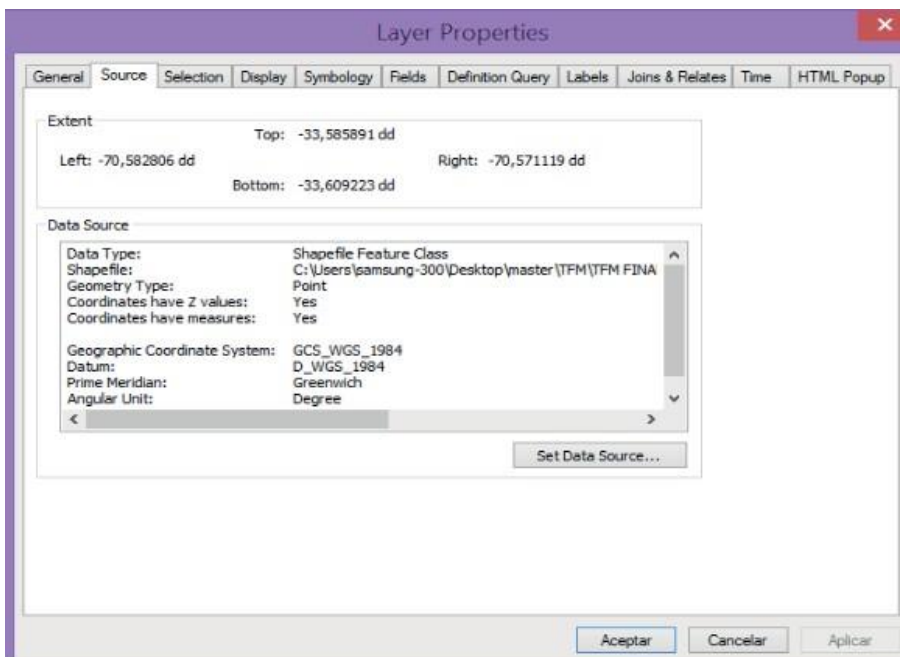 Layer Properties
General Source Selection Display Symbology Fields Definition Query Labels Joins & Relates Time HTML Popup
Extent
Top: -33,585891 dd
Left: -70,582806 dd Right: -70,571119 dd
Bottom: -33,609223 dd
Data Source
Data Type: Shapefile Feature Class
Shapefile: C:\Users\samsung-300\Desktop\master\TFM\TFM FINA
Geometry Type: Point
Coordinates have Z values: Yes
Coordinates have measures: Yes
Geographic Coordinate System: GCS_WGS_1984
Datum: D_WGS_1984
Prime Meridian: Greenwich
Angular Unit: Degree
Set Data Source...
Aceptar Cancelar Aplicar